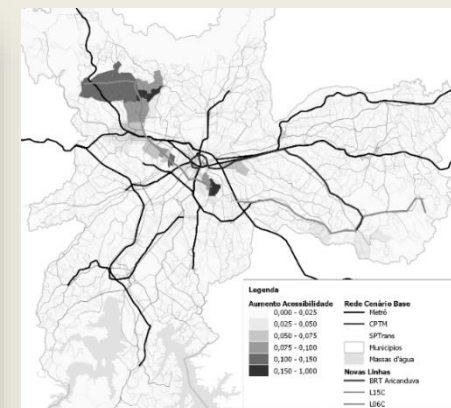 Legenda
Aumento Acessibilidade
0,000 - 0,025
0,025 - 0,050
0,050 - 0,075
0,075 - 0,100
0,100 - 0,150
0,150 - 1,000
Rede Cenário Base
Metrô
CPTM
SPTrans
Municípios
Massas d'água
Novas Linhas
BRT Aricanduva
L15C
L06C